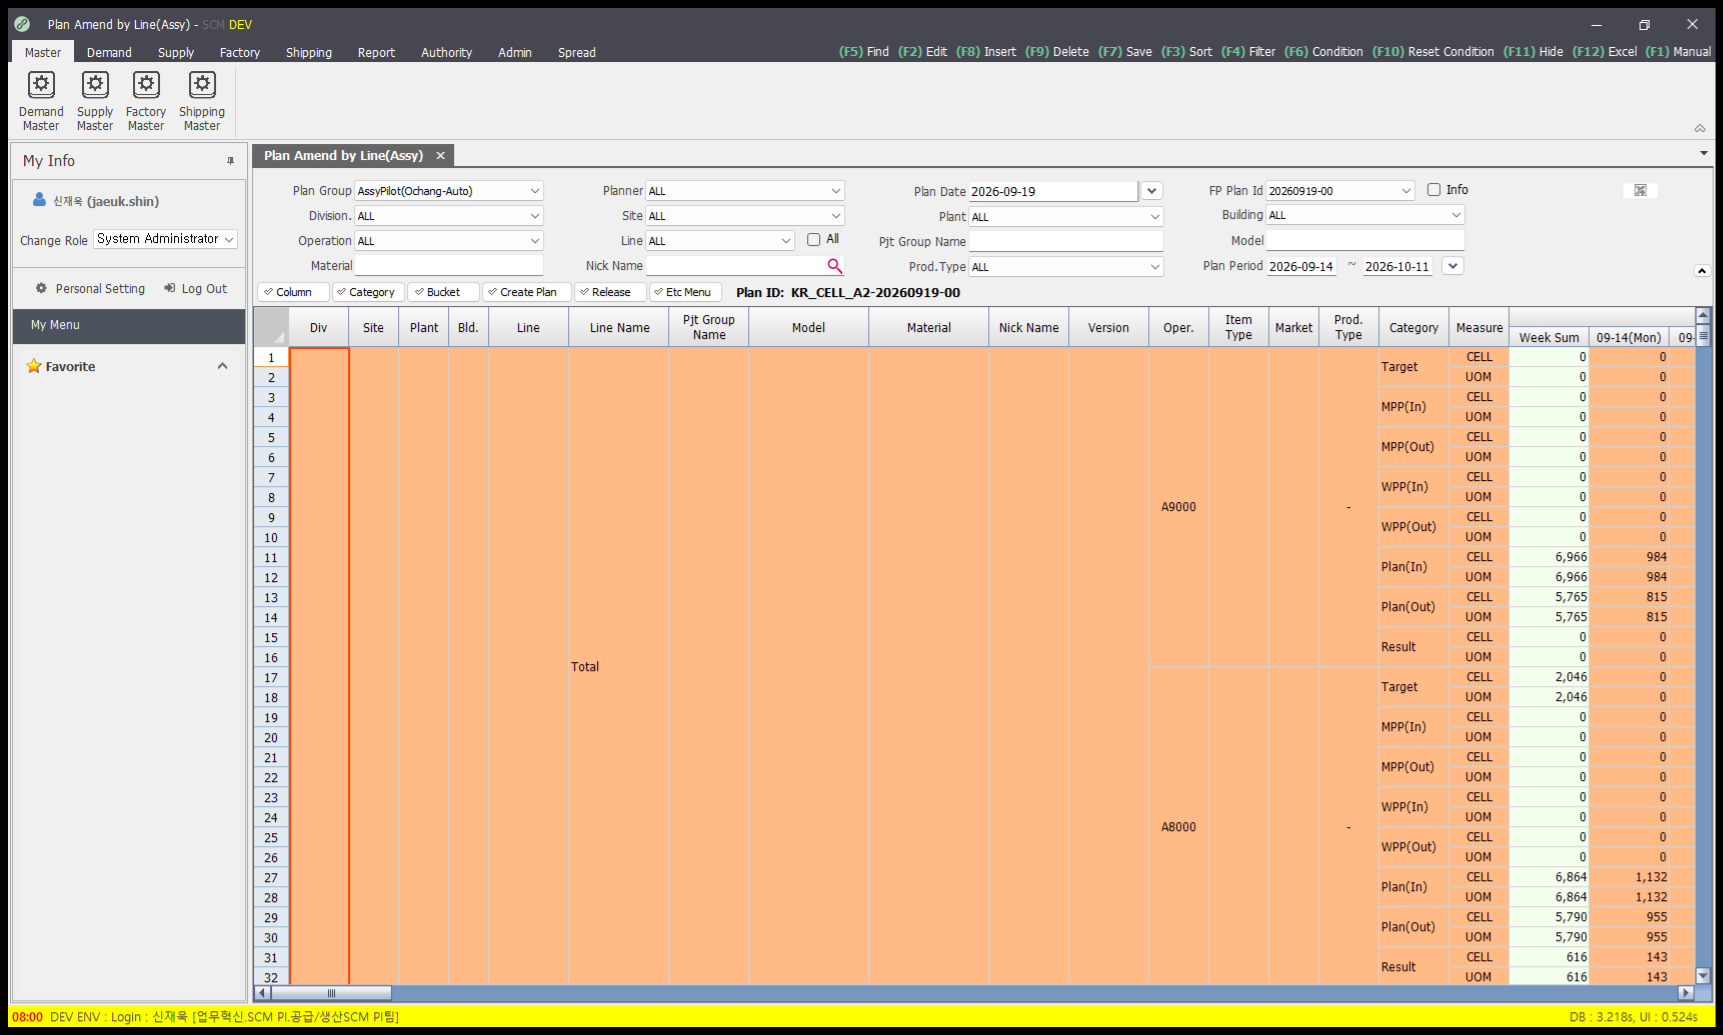 Plan Amend by Line(Assy) - SCM DEV
Master Demand Supply Factory Shipping Report Authority Admin Spread
(F5) Find (F2) Edit (F8) Insert (F9) Delete (F7) Save (F3) Sort (F4) Filter (F6) Condition (F10) Reset Condition (F11) Hide (F12) Excel (F1) Manual
Demand Master
Supply Master
Factory Master
Shipping Master
My Info
신재욱 (jaeuk.shin)
Change Role System Administrator
Personal Setting Log Out
My Menu
Favorite
Plan Amend by Line(Assy)
Plan Group AssyPilot(Ochang-Auto) Planner ALL Plan Date 2026-09-19 FP Plan Id 20260919-00 Info
Division. ALL Site ALL Plant ALL Building ALL
Operation ALL Line ALL All Pjt Group Name Model
Material Nick Name Prod.Type ALL Plan Period 2026-09-14 ~ 2026-10-11
Column Category Bucket Create Plan Release Etc Menu Plan ID: KR_CELL_A2-20260919-00
Div Site Plant Bld. Line Line Name Pjt Group Name Model Material Nick Name Version Oper. Item Type Market Prod. Type Category Measure Week Sum 09-14(Mon) 09-
Total
A9000 -
1 Target CELL 0 0
2 UOM 0 0
3 MPP(In) CELL 0 0
4 UOM 0 0
5 MPP(Out) CELL 0 0
6 UOM 0 0
7 WPP(In) CELL 0 0
8 UOM 0 0
9 WPP(Out) CELL 0 0
10 UOM 0 0
11 Plan(In) CELL 6,966 984
12 UOM 6,966 984
13 Plan(Out) CELL 5,765 815
14 UOM 5,765 815
15 Result CELL 0 0
16 UOM 0 0
A8000 -
17 Target CELL 2,046 0
18 UOM 2,046 0
19 MPP(In) CELL 0 0
20 UOM 0 0
21 MPP(Out) CELL 0 0
22 UOM 0 0
23 WPP(In) CELL 0 0
24 UOM 0 0
25 WPP(Out) CELL 0 0
26 UOM 0 0
27 Plan(In) CELL 6,864 1,132
28 UOM 6,864 1,132
29 Plan(Out) CELL 5,790 955
30 UOM 5,790 955
31 Result CELL 616 143
32 UOM 616 143
08:00 DEV ENV : Login : 신재욱 [업무혁신.SCM PI.공급/생산SCM PI팀] DB : 3.218s, UI : 0.524s